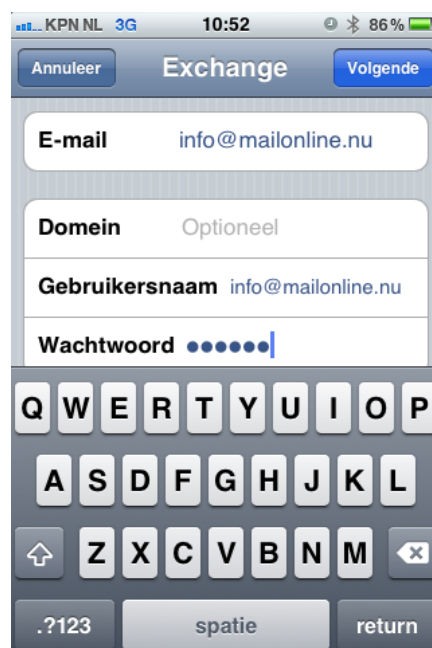 KPN NL 3G 10:52 86%
Annuleer Exchange Volgende
E-mail info@mailonline.nu
Domein Optioneel
Gebruikersnaam info@mailonline.nu
Wachtwoord ●●●●●●
Q W E R T Y U I O P
A S D F G H J K L
Z X C V B N M
.?123 spatie return